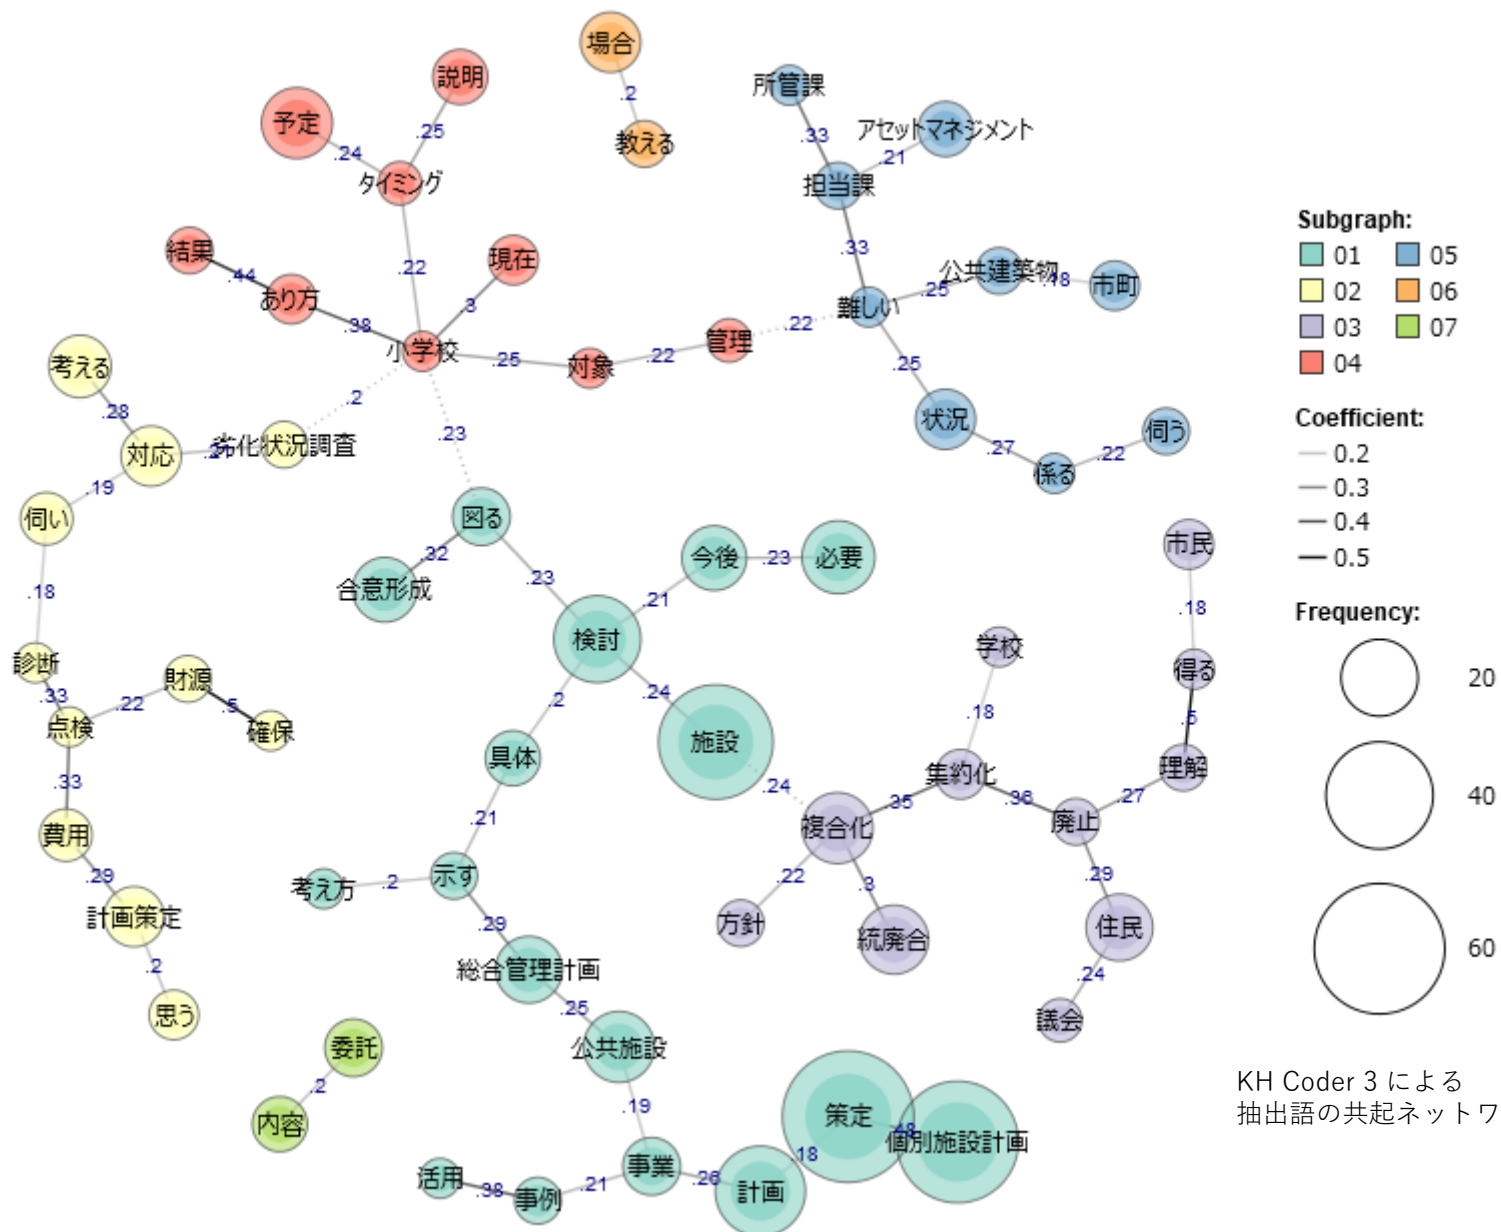 場合
.2
教える
説明
予定
.25
.24
タイミング
結果
.44
あり方
.22
現在
.3
.38
小学校
.25
対象
.22
管理
.22
所管課
.33
アセットマネジメント
.21
担当課
.33
公共建築物
.18
市町
.25
難しい
.25
状況
.27
係る
.22
伺う
考える
.28
対応
劣化状況調査
.2
.19
伺い
.18
診断
.33
点検
.22
財源
.5
確保
.33
費用
.29
計画策定
.2
思う
.23
図る
.32
合意形成
.23
今後
.23
必要
.21
検討
.24
施設
.2
具体
.21
考え方
.2
示す
.29
総合管理計画
.25
公共施設
.19
事業
.26
計画
.18
策定
.48
個別施設計画
活用
.38
事例
.21
委託
.2
内容
.24
市民
.18
得る
.5
理解
学校
.18
集約化
.36
.27
.35
複合化
廃止
.22
.3
方針
統廃合
.29
住民
.24
議会
Subgraph:
01 05
02 06
03 07
04
Coefficient:
0.2
0.3
0.4
0.5
Frequency:
20
40
60
KH Coder 3 による
抽出語の共起ネットワ